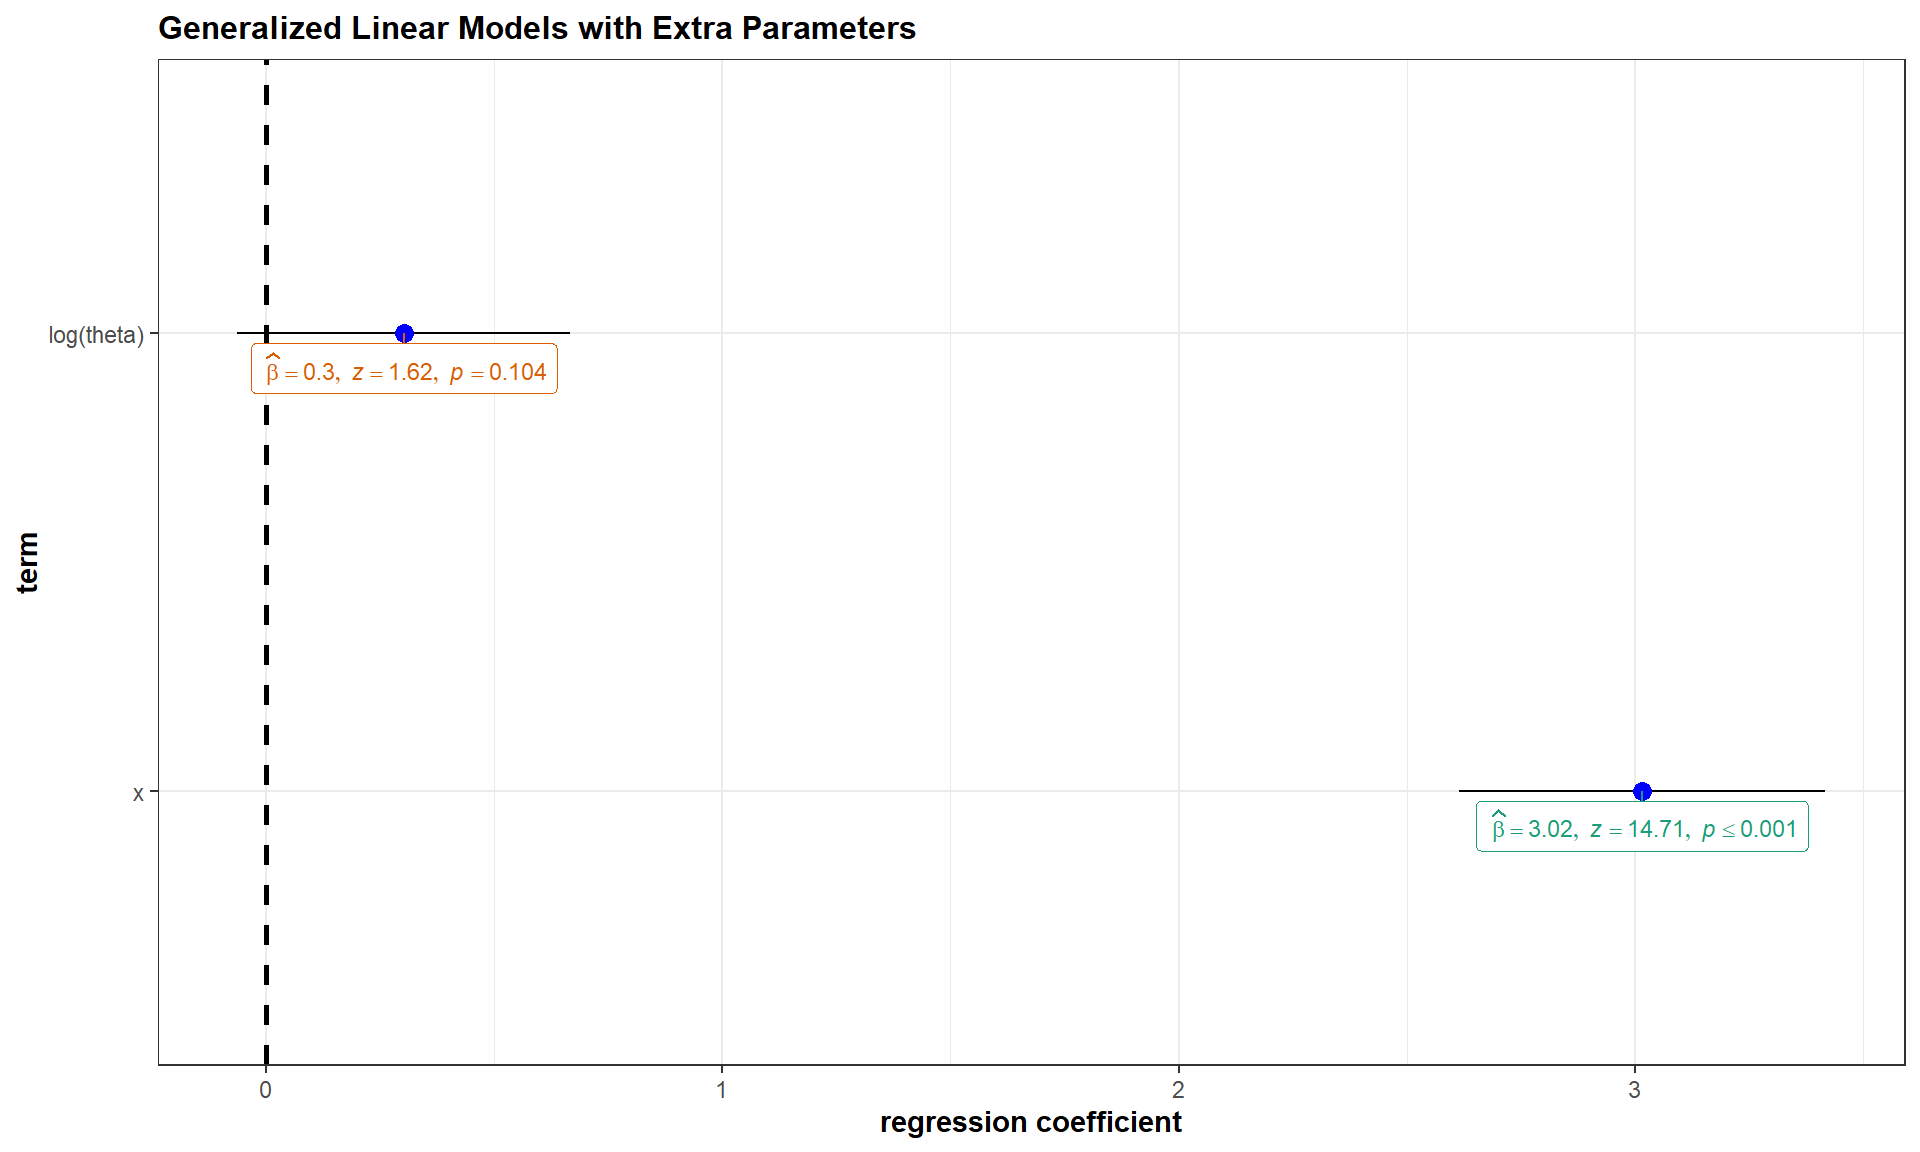 Generalized Linear Models with Extra Parameters
term
log(theta)
β̂ = 0.3, z = 1.62, p = 0.104
x
β̂ = 3.02, z = 14.71, p ≤ 0.001
0 1 2 3
regression coefficient